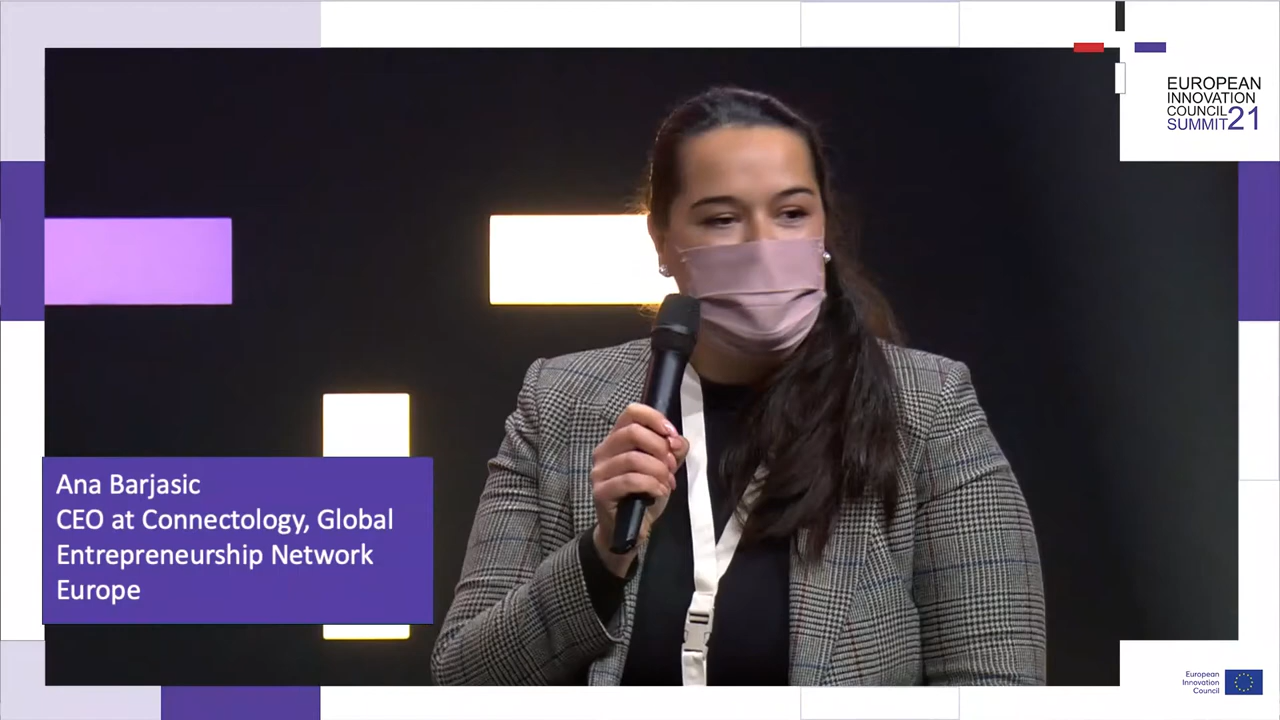 EUROPEAN
INNOVATION
COUNCIL
SUMMIT21
Ana Barjasic
CEO at Connectology, Global
Entrepreneurship Network
Europe
European
Innovation
Council